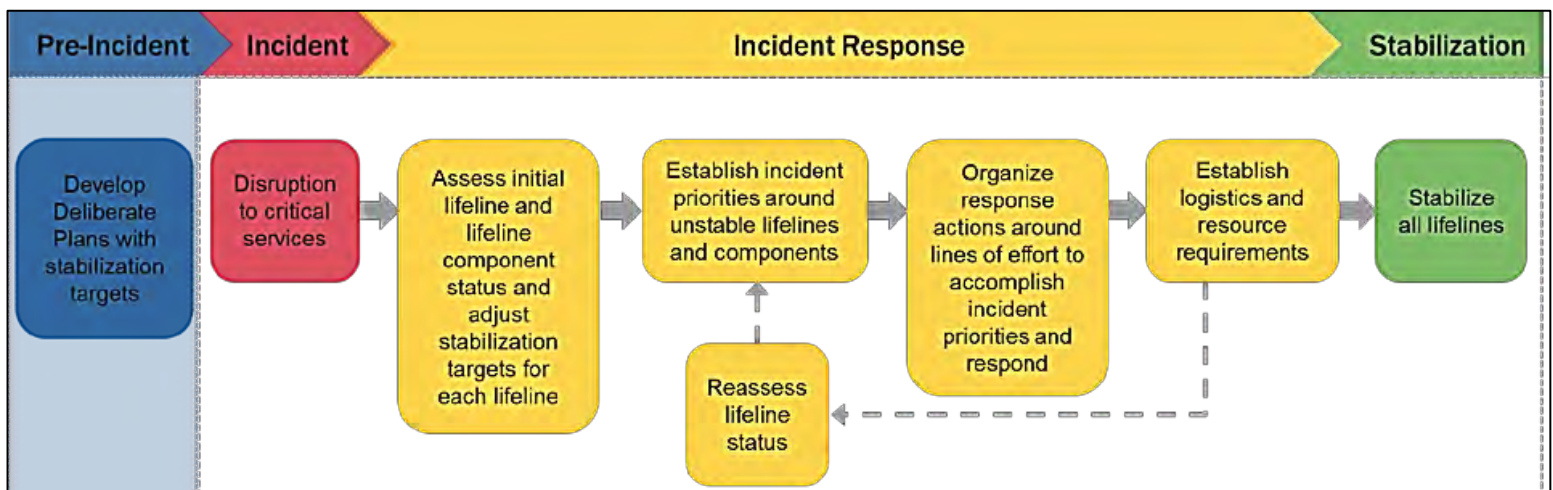 Pre-Incident
Incident
Incident Response
Stabilization
Develop
Deliberate
Plans with
stabilization
targets
Disruption
to critical
services
Assess initial
lifeline and
lifeline
component
status and
adjust
stabilization
targets for
each lifeline
Establish incident
priorities around
unstable lifelines
and components
Organize
response
actions around
lines of effort to
accomplish
incident
priorities and
respond
Establish
logistics and
resource
requirements
Stabilize
all lifelines
Reassess
lifeline
status